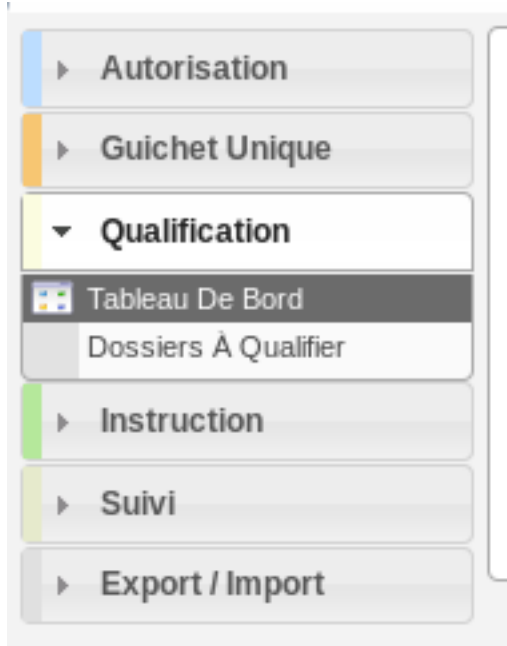 Autorisation
Guichet Unique
Qualification
Tableau De Bord
Dossiers À Qualifier
Instruction
Suivi
Export / Import